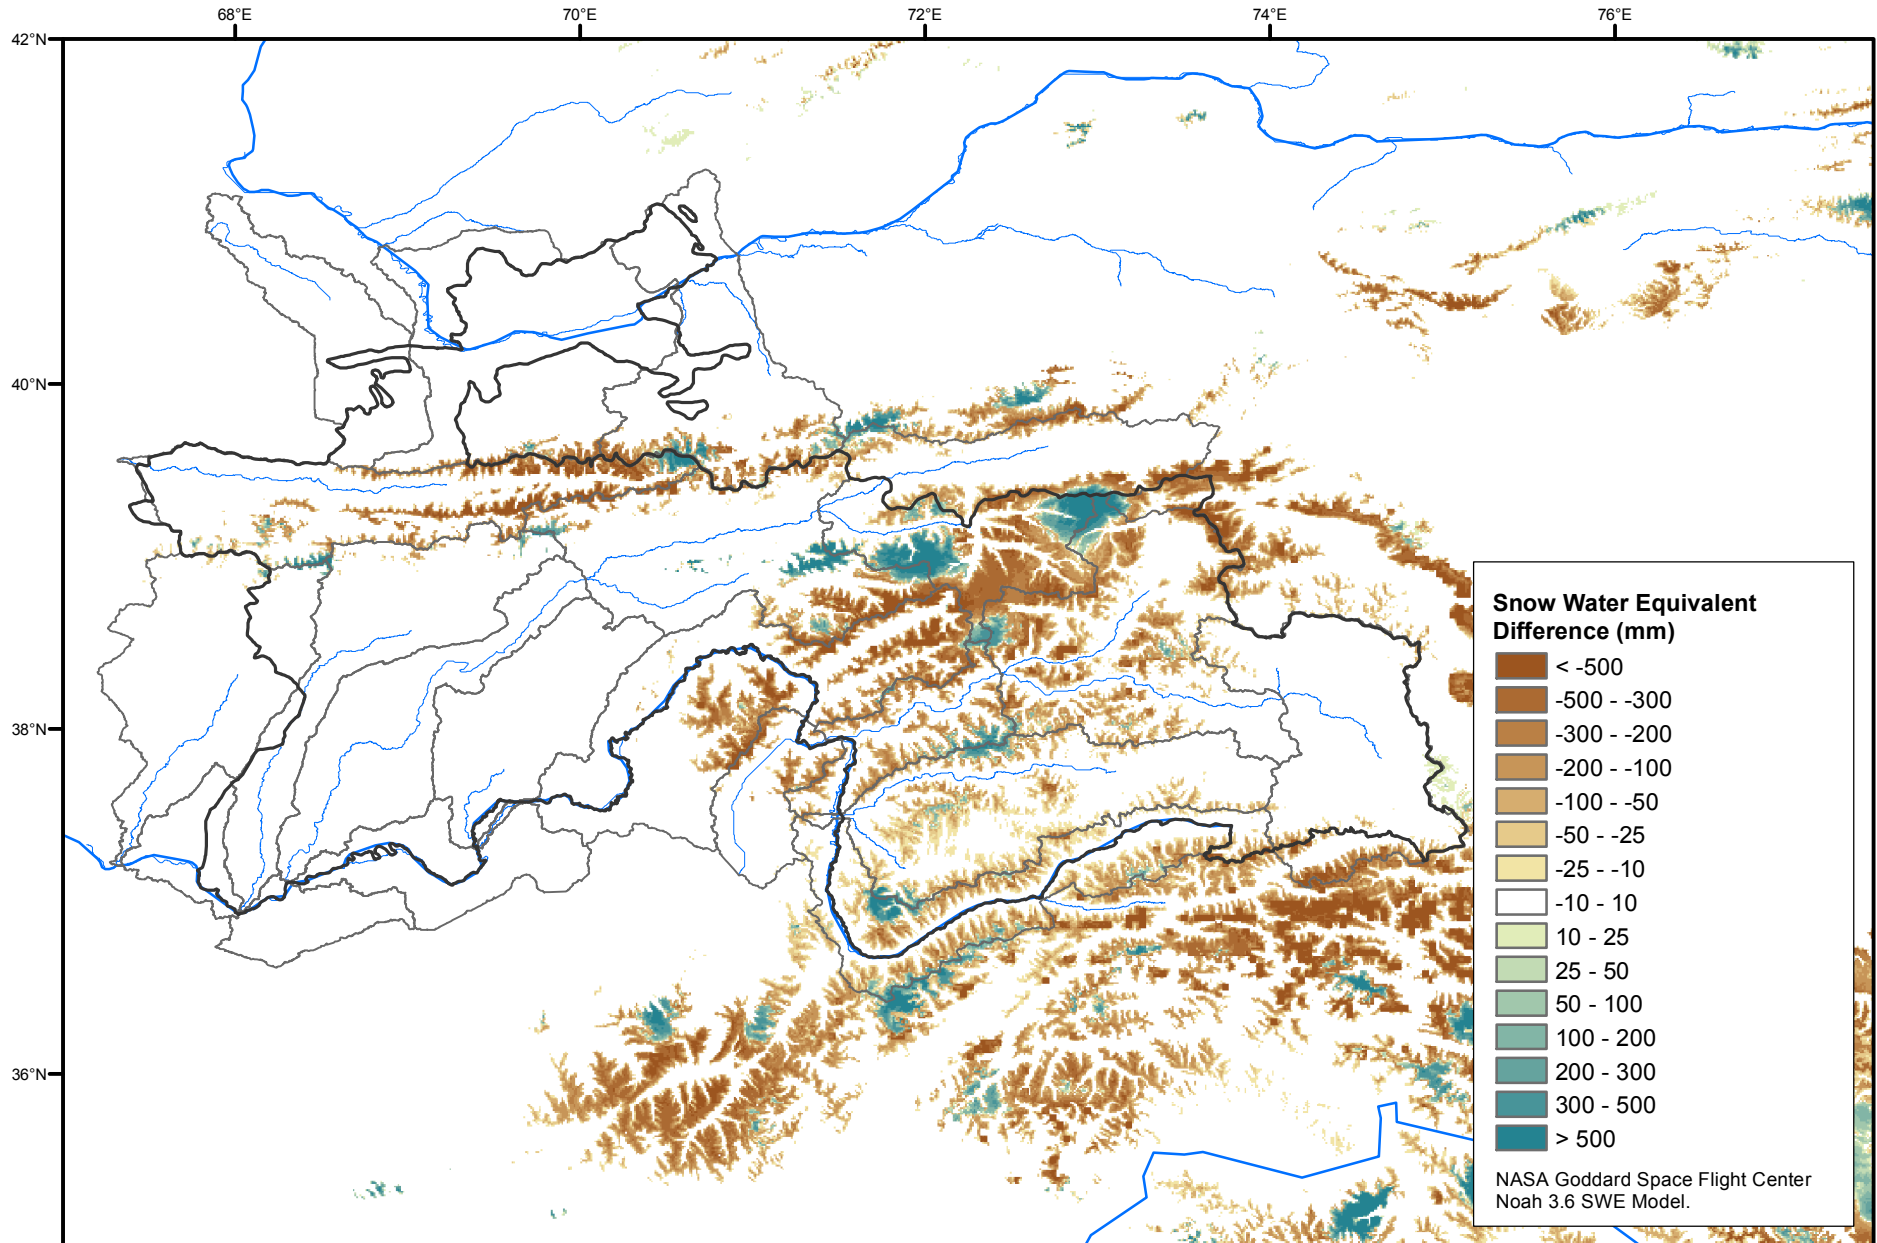 68°E
70°E
72°E
74°E
76°E
42°N
40°N
38°N
36°N
Snow Water Equivalent
Difference (mm)
< -500
-500 - -300
-300 - -200
-200 - -100
-100 - -50
-50 - -25
-25 - -10
-10 - 10
10 - 25
25 - 50
50 - 100
100 - 200
200 - 300
300 - 500
> 500
NASA Goddard Space Flight Center
Noah 3.6 SWE Model.